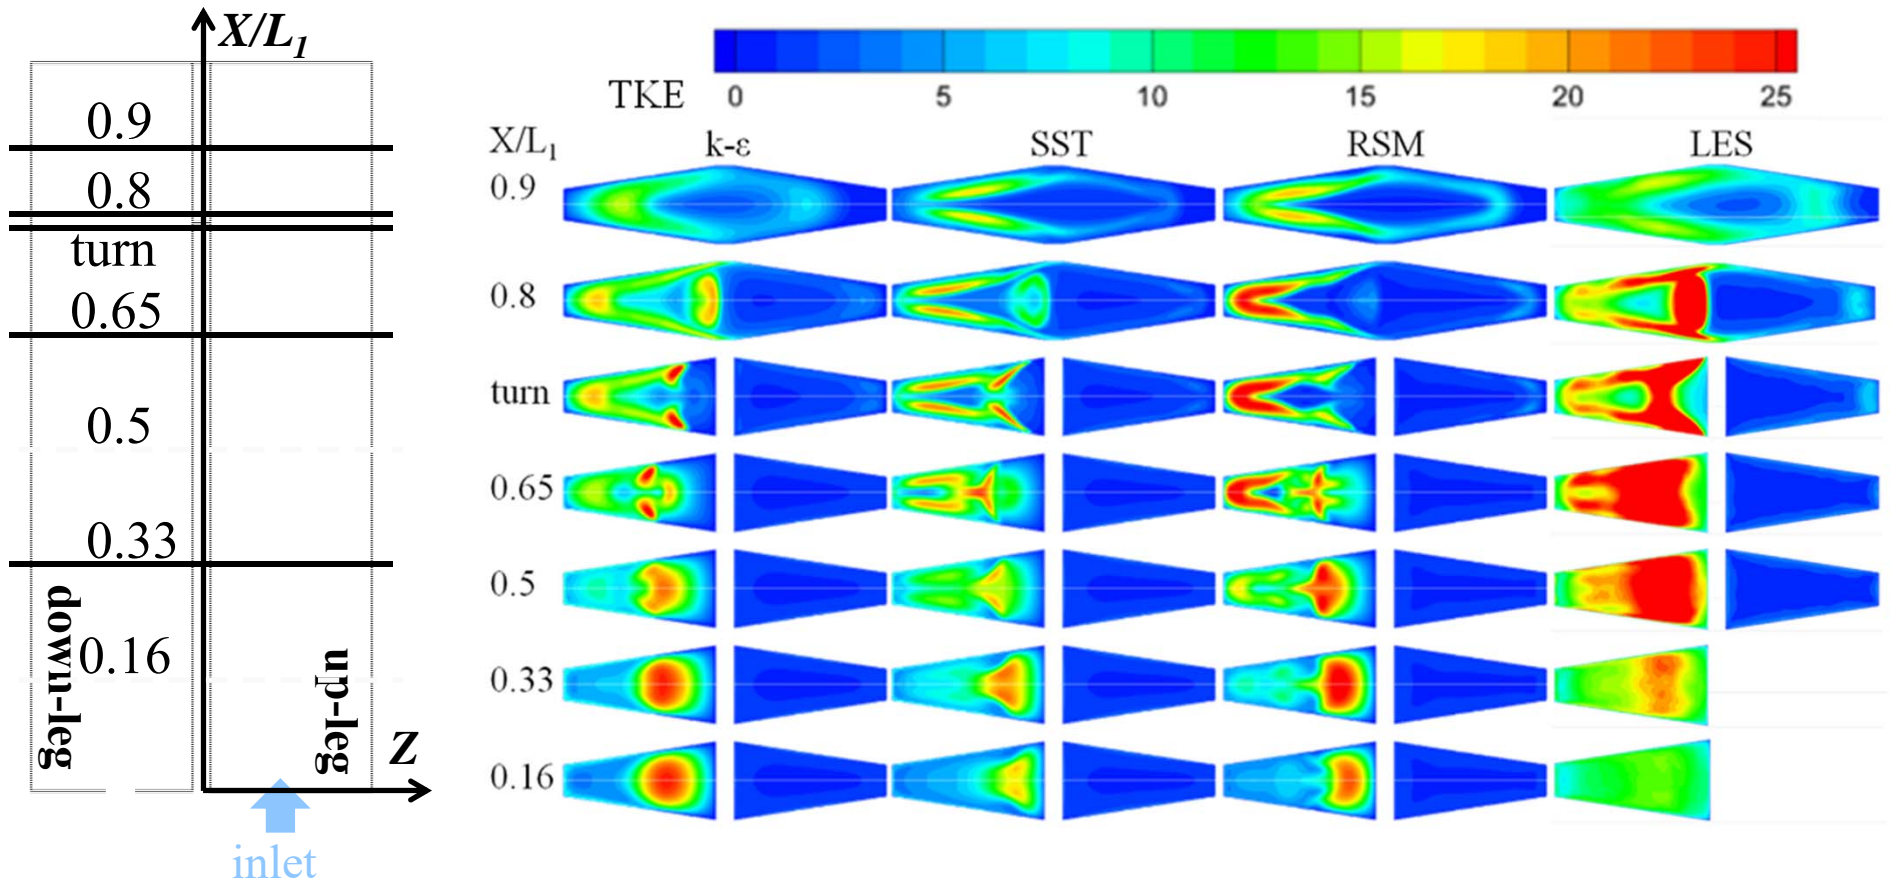 X/L1
0.9
0.8
turn
0.65
0.5
0.33
0.16
down-leg
up-leg
Z
inlet
TKE
0 5 10 15 20 25
X/L1 k-ε SST RSM LES
0.9
0.8
turn
0.65
0.5
0.33
0.16